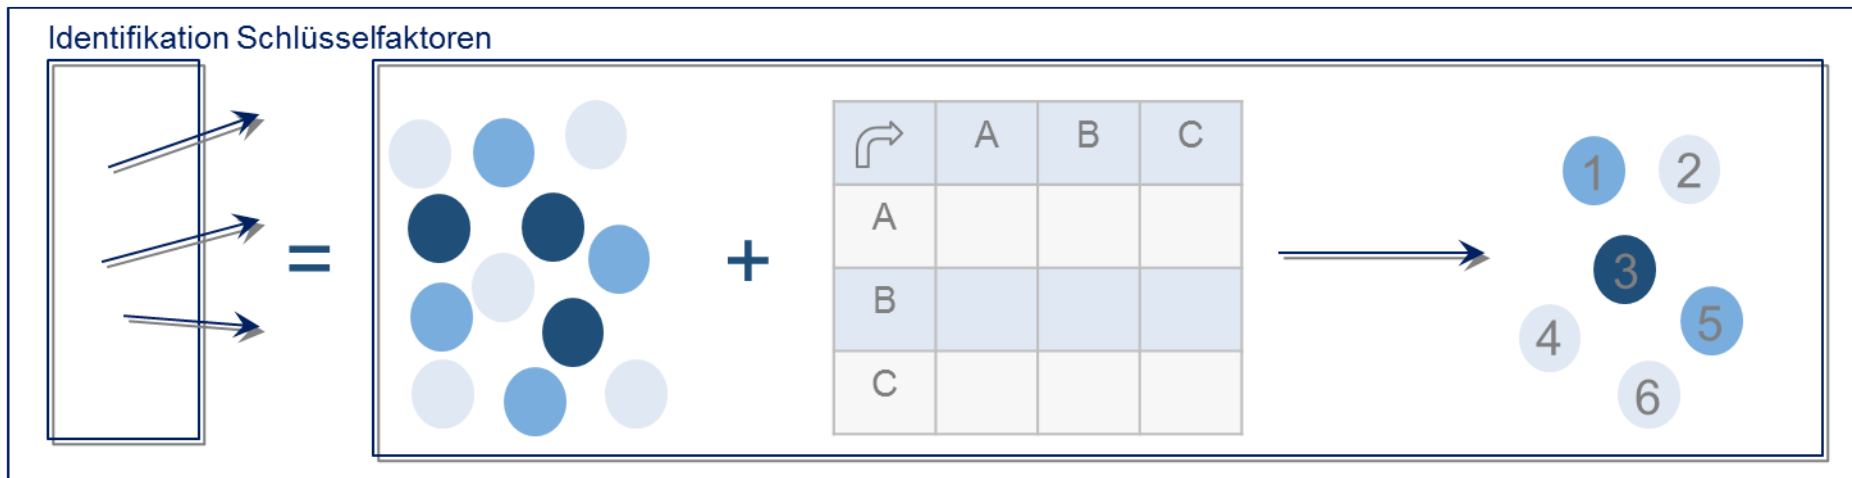 Identifikation Schlüsselfaktoren
=
+
A B C
A
B
C
1 2
3
5
4
6